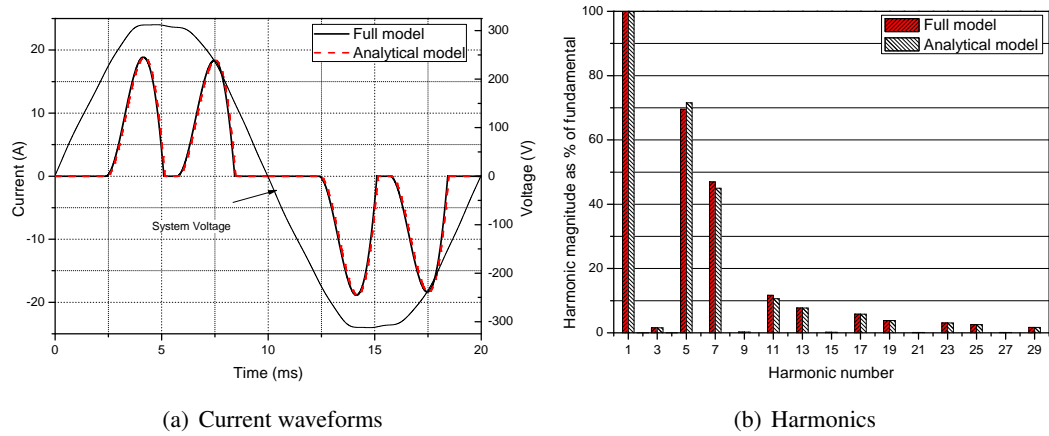 Full model
Analytical model
20
10
0
-10
-20
Current (A)
300
200
100
0
-100
-200
-300
Voltage (V)
System Voltage
0 5 10 15 20
Time (ms)
(a) Current waveforms
Full model
Analytical model
100
80
60
40
20
0
Harmonic magnitude as % of fundamental
1 3 5 7 9 11 13 15 17 19 21 23 25 27 29
Harmonic number
(b) Harmonics